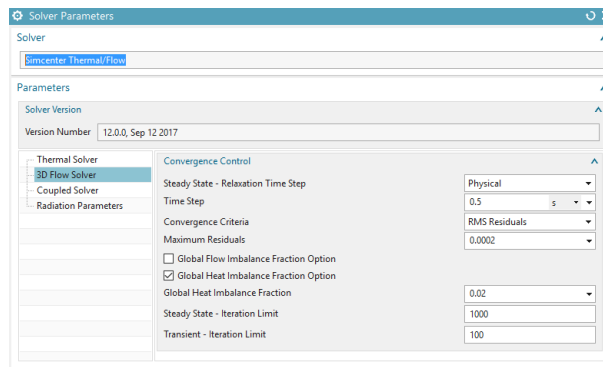 Solver Parameters
Solver
Simcenter Thermal/Flow
Parameters
Solver Version
Version Number 12.0.0, Sep 12 2017
Thermal Solver
3D Flow Solver
Coupled Solver
Radiation Parameters
Convergence Control
Steady State - Relaxation Time Step Physical
Time Step 0.5 s
Convergence Criteria RMS Residuals
Maximum Residuals 0.0002
Global Flow Imbalance Fraction Option
Global Heat Imbalance Fraction Option
Global Heat Imbalance Fraction 0.02
Steady State - Iteration Limit 1000
Transient - Iteration Limit 100